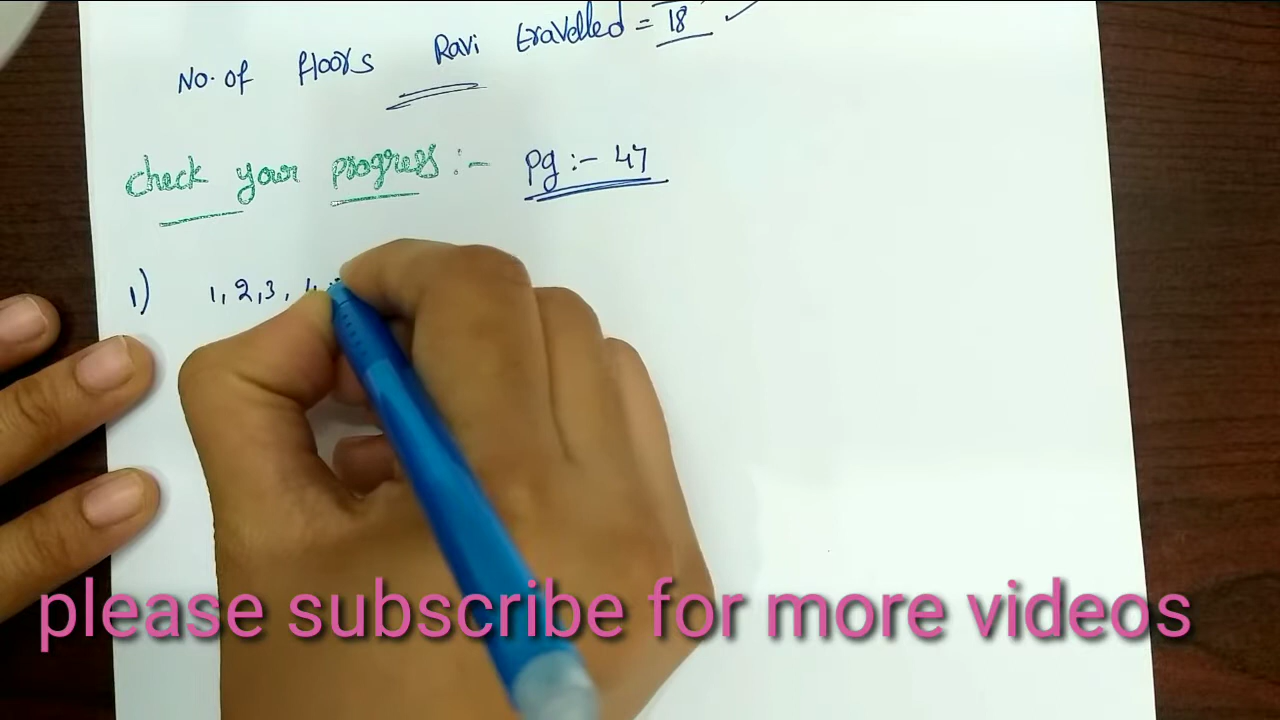 No. of floors Ravi travelled = 18
check your progress :- pg :- 47
1) 1, 2, 3, 4,
please subscribe for more videos